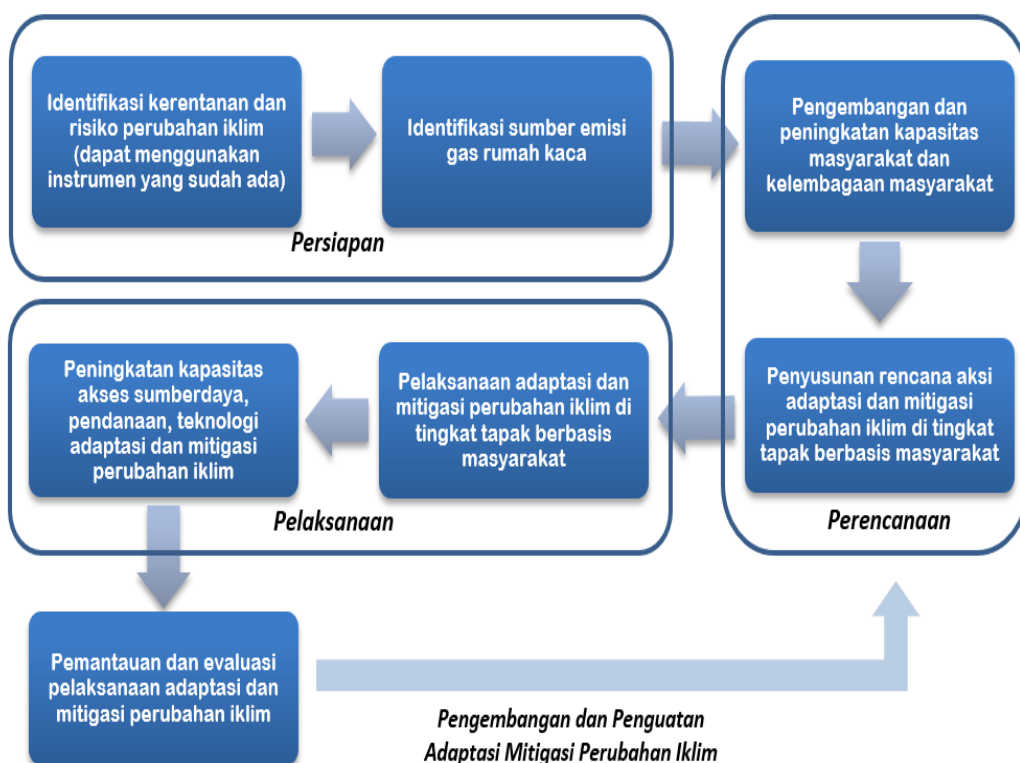 Identifikasi kerentanan dan
risiko perubahan iklim
(dapat menggunakan
instrumen yang sudah ada)
Identifikasi sumber emisi
gas rumah kaca
Persiapan
Pengembangan dan
peningkatan kapasitas
masyarakat dan
kelembagaan masyarakat
Penyusunan rencana aksi
adaptasi dan mitigasi
perubahan iklim di tingkat
tapak berbasis masyarakat
Perencanaan
Pelaksanaan adaptasi dan
mitigasi perubahan iklim di
tingkat tapak berbasis
masyarakat
Peningkatan kapasitas
akses sumberdaya,
pendanaan, teknologi
adaptasi dan mitigasi
perubahan iklim
Pelaksanaan
Pemantauan dan evaluasi
pelaksanaan adaptasi dan
mitigasi perubahan iklim
Pengembangan dan Penguatan
Adaptasi Mitigasi Perubahan Iklim